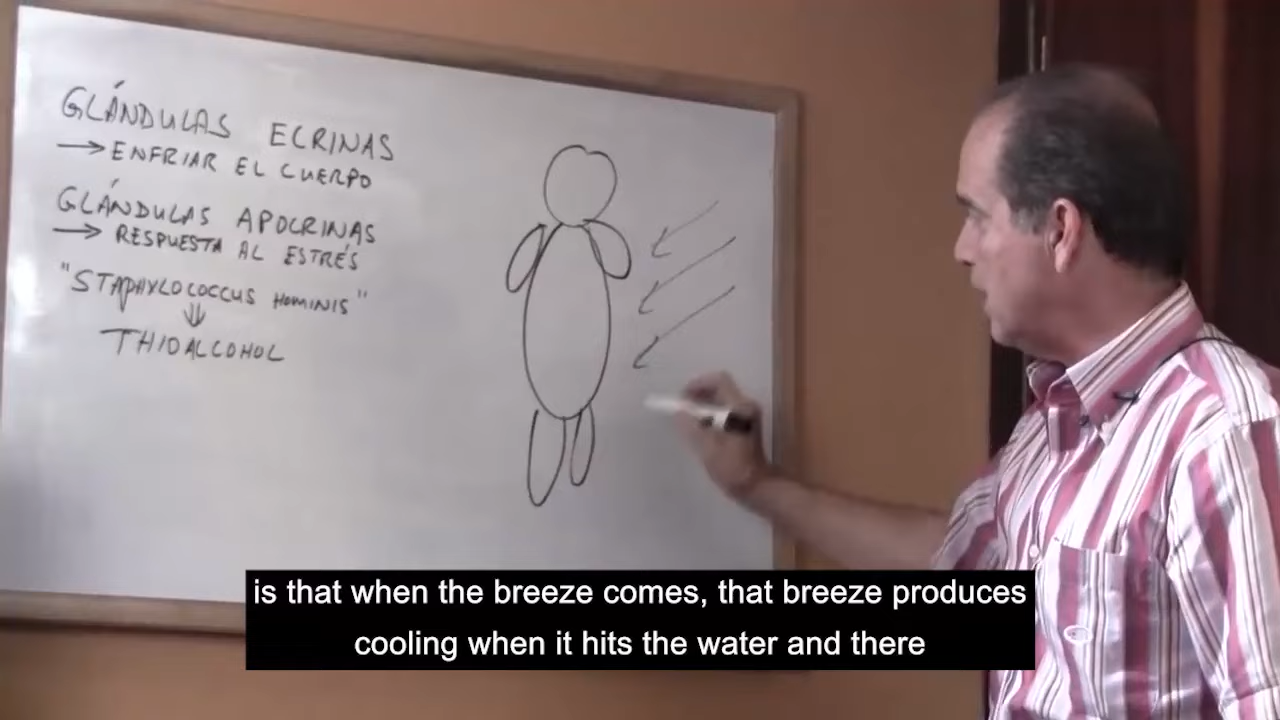 GLÁNDULAS ECRINAS
→ ENFRIAR EL CUERPO
GLÁNDULAS APOCRINAS
→ RESPUESTA AL ESTRÉS
"STAPHYLOCOCCUS HOMINIS"
⇓
THIOALCOHOL
is that when the breeze comes, that breeze produces
cooling when it hits the water and there